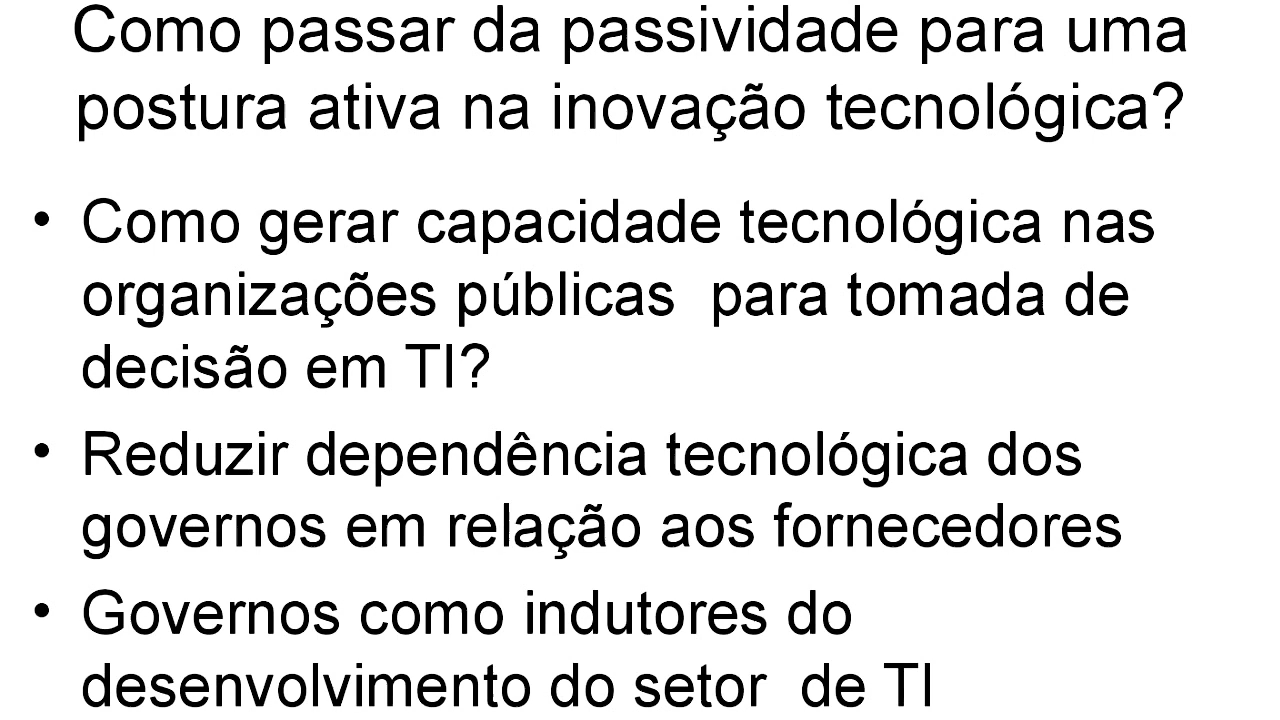 Como passar da passividade para uma
postura ativa na inovação tecnológica?
• Como gerar capacidade tecnológica nas
organizações públicas  para tomada de
decisão em TI?
• Reduzir dependência tecnológica dos
governos em relação aos fornecedores
• Governos como indutores do
desenvolvimento do setor  de TI